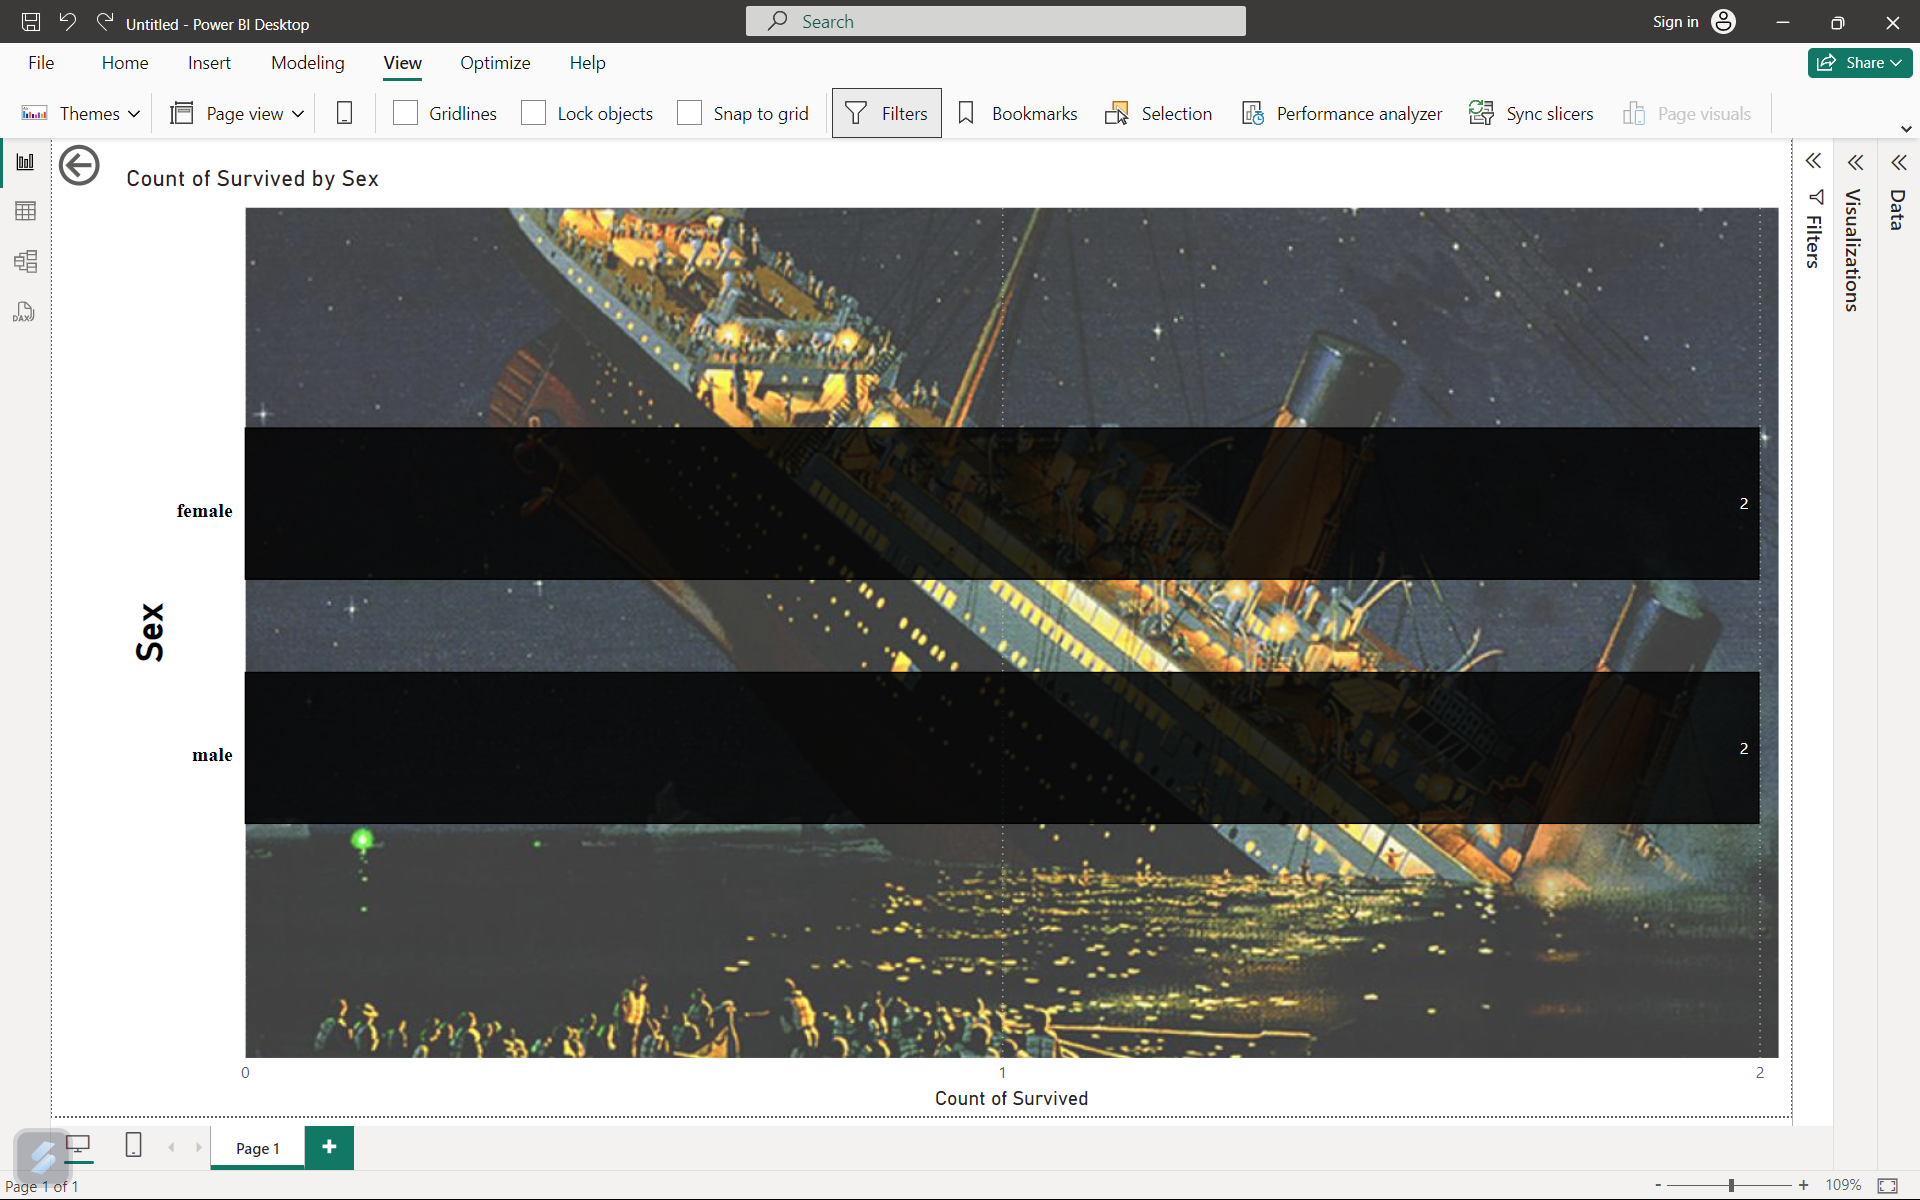 Untitled - Power BI Desktop
Search
Sign in
File Home Insert Modeling View Optimize Help
Share
Themes Page view Gridlines Lock objects Snap to grid Filters Bookmarks Selection Performance analyzer Sync slicers Page visuals
Count of Survived by Sex
Filters
Visualizations
Data
DAX
female
2
Sex
male
2
0 1 2
Count of Survived
Page 1
+
Page 1 of 1
- + 109%